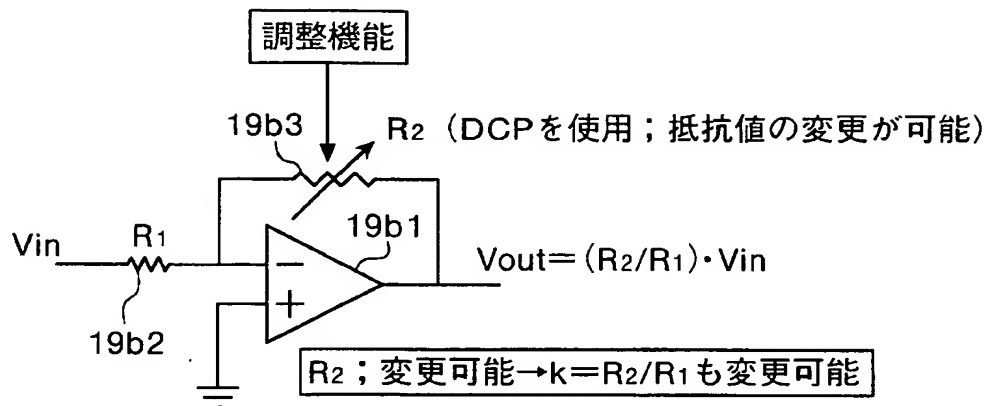 調整機能
19b3
R2 (DCPを使用;抵抗値の変更が可能)
19b1
Vin
R1
Vout=(R2/R1)·Vin
−
+
19b2
R2;変更可能→k=R2/R1も変更可能